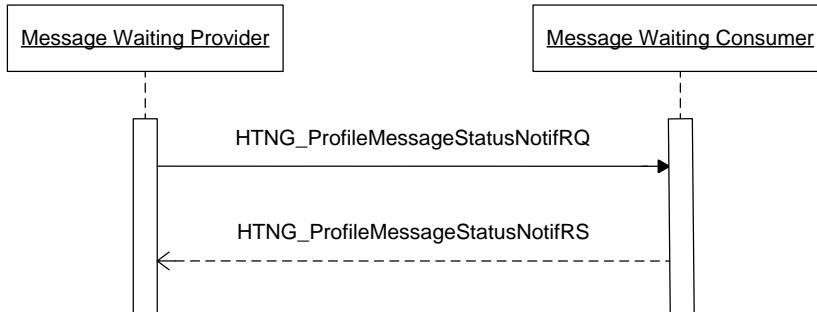 Message Waiting Provider
Message Waiting Consumer
HTNG_ProfileMessageStatusNotifRQ
HTNG_ProfileMessageStatusNotifRS